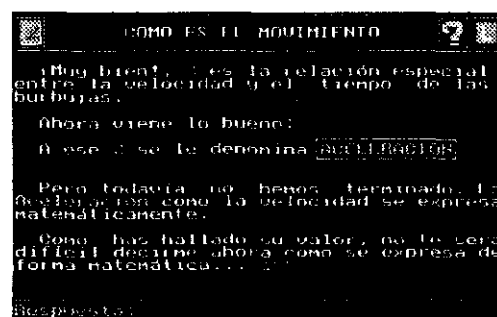 COMO ES EL MOVIMIENTO ?
¡Muy bien!, es la relación especial
entre la velocidad y el tiempo de las
burbujas.
Ahora viene lo bueno:
A ese 2 se le denomina ACELERACION
Pero todavía no hemos terminado. La
Aceleración como la velocidad se expresa
matemáticamente.
Como has hallado su valor, no te será
difícil decirme ahora como se expresa de
forma matemática...
Respuesta: